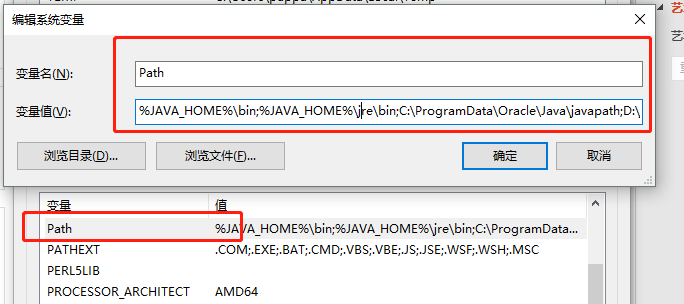 编辑系统变量
变量名(N):
Path
变量值(V):
%JAVA_HOME%\bin;%JAVA_HOME%\jre\bin;C:\ProgramData\Oracle\Java\javapath;D:\
浏览目录(D)...
浏览文件(F)...
确定
取消
变量
值
Path
%JAVA_HOME%\bin;%JAVA_HOME%\jre\bin;C:\ProgramData...
PATHEXT
.COM;.EXE;.BAT;.CMD;.VBS;.VBE;.JS;.JSE;.WSF;.WSH;.MSC
PERL5LIB
PROCESSOR_ARCHITECT
AMD64